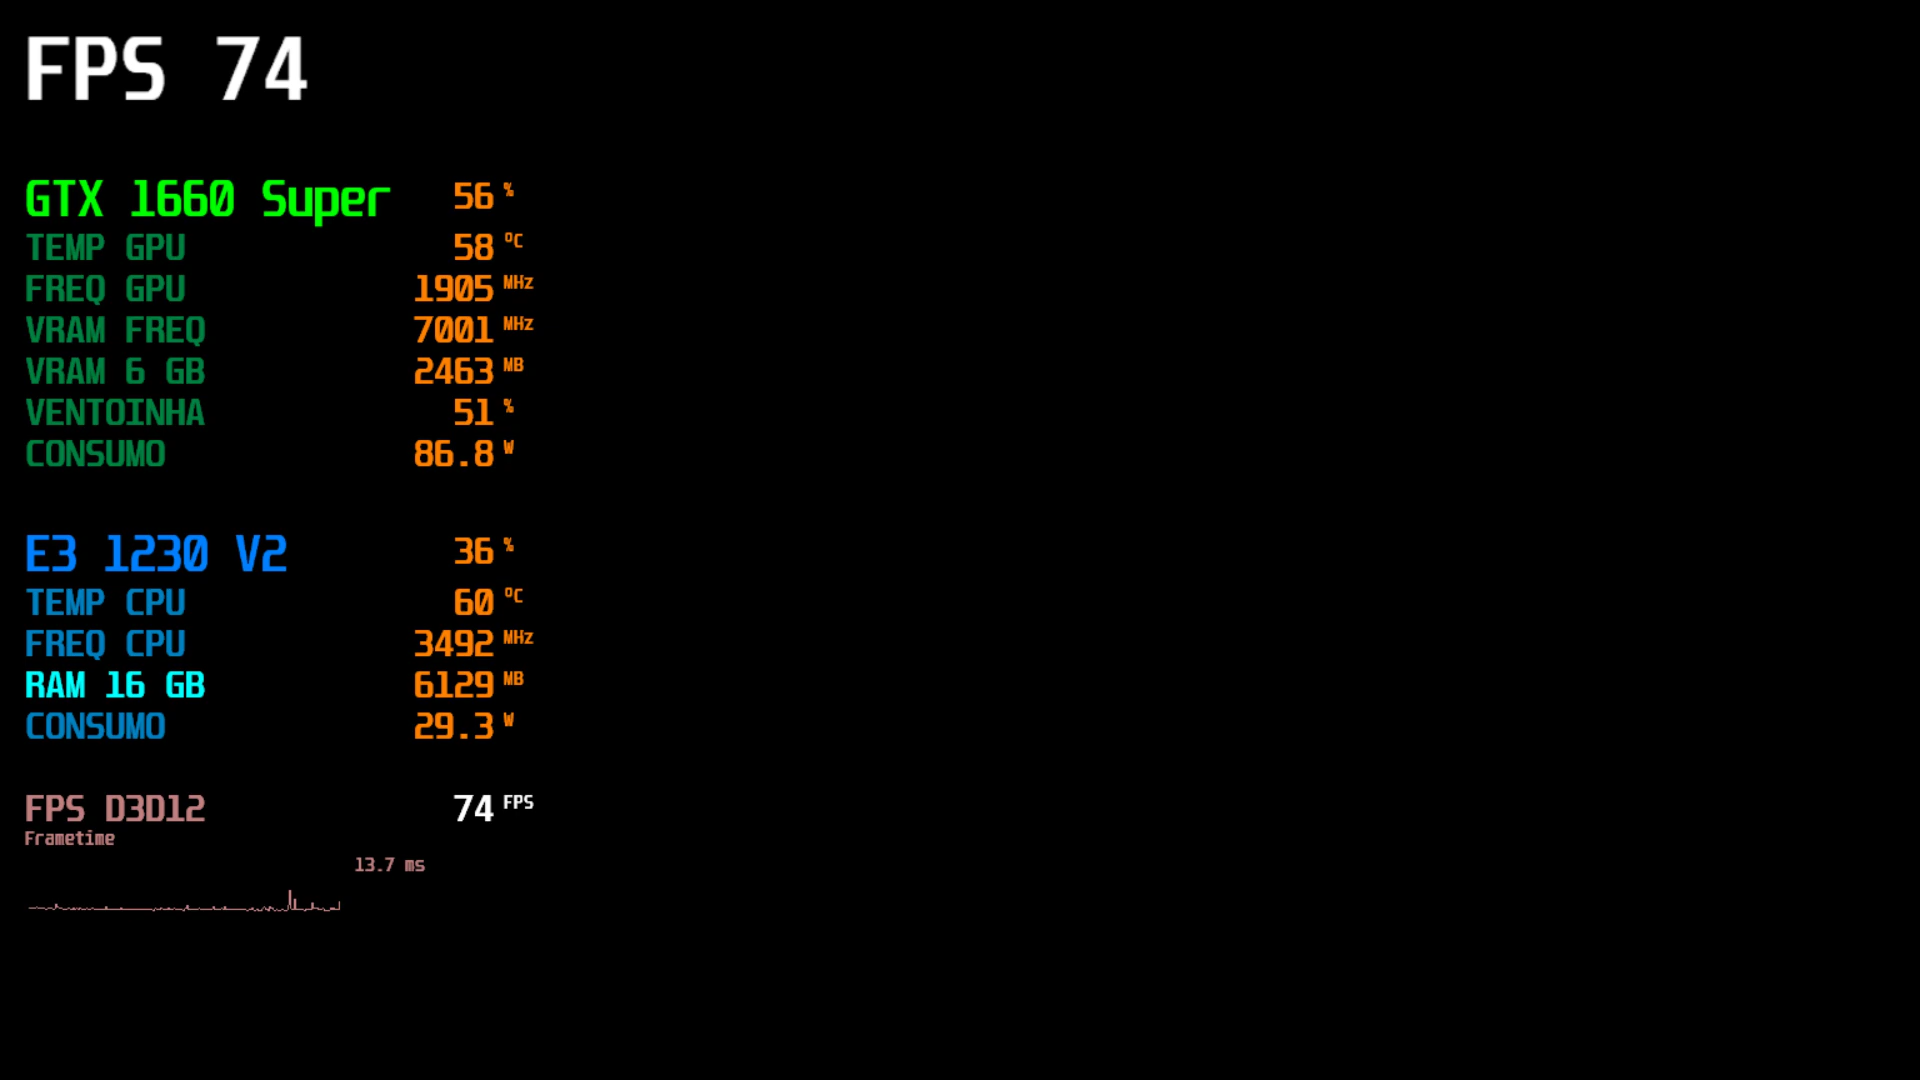 FPS 74
GTX 1660 Super 56 %
TEMP GPU 58 °C
FREQ GPU 1905 MHz
VRAM FREQ 7001 MHz
VRAM 6 GB 2463 MB
VENTOINHA 51 %
CONSUMO 86.8 W
E3 1230 V2 36 %
TEMP CPU 60 °C
FREQ CPU 3492 MHz
RAM 16 GB 6129 MB
CONSUMO 29.3 W
FPS D3D12 74 FPS
Frametime
13.7 ms